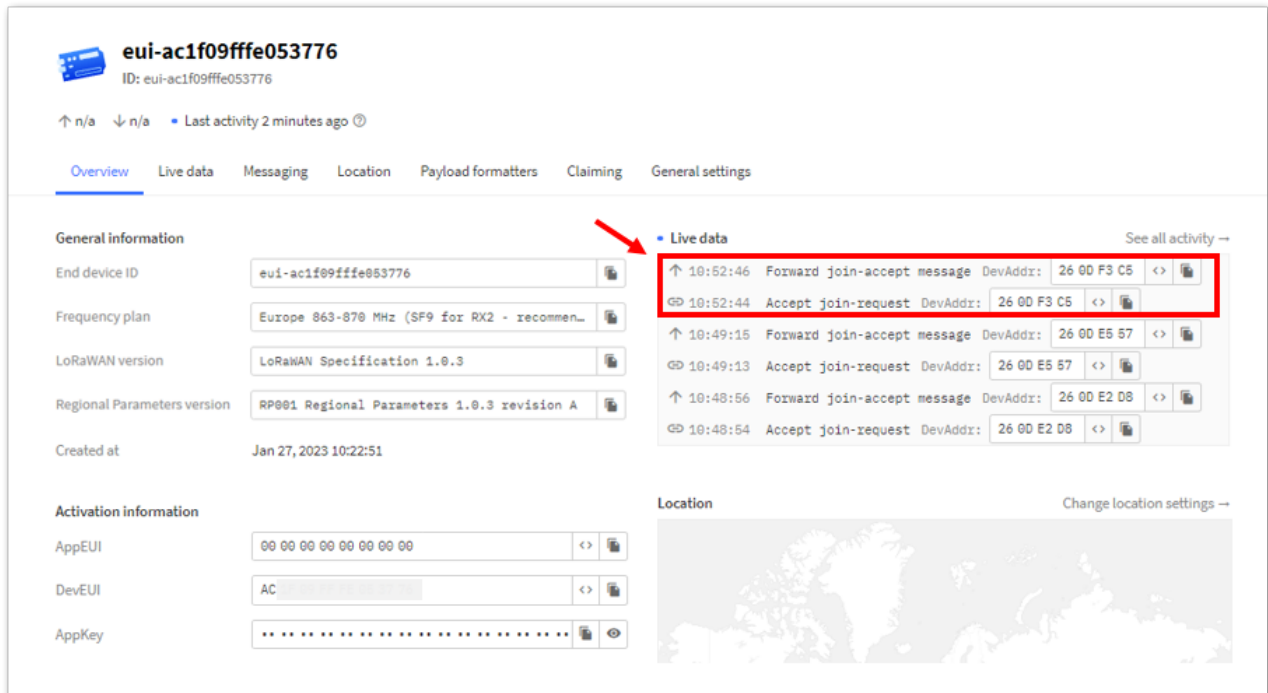 eui-ac1f09fffe053776
ID: eui-ac1f09fffe053776
n/a n/a Last activity 2 minutes ago
Overview Live data Messaging Location Payload formatters Claiming General settings
General information
End device ID eui-ac1f09fffe053776
Frequency plan Europe 863-870 MHz (SF9 for RX2 - recommen…
LoRaWAN version LoRaWAN Specification 1.0.3
Regional Parameters version RP001 Regional Parameters 1.0.3 revision A
Created at Jan 27, 2023 10:22:51
Live data See all activity →
↑ 10:52:46 Forward join-accept message DevAddr: 26 0D F3 C5 <>
10:52:44 Accept join-request DevAddr: 26 0D F3 C5 <>
↑ 10:49:15 Forward join-accept message DevAddr: 26 0D E5 57 <>
10:49:13 Accept join-request DevAddr: 26 0D E5 57 <>
↑ 10:48:56 Forward join-accept message DevAddr: 26 0D E2 D8 <>
10:48:54 Accept join-request DevAddr: 26 0D E2 D8 <>
Activation information
AppEUI 00 00 00 00 00 00 00 00 <>
DevEUI AC <>
AppKey •• •• •• •• •• •• •• •• •• •• •• •• •• •• •• ••
Location Change location settings →